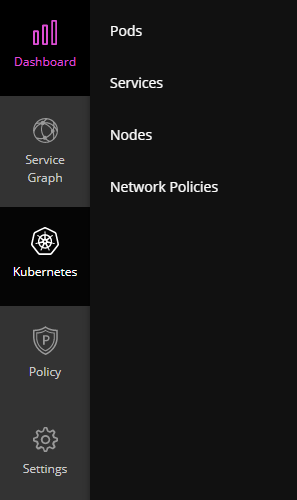 Dashboard
Service
Graph
Kubernetes
P
Policy
Settings
Pods
Services
Nodes
Network Policies